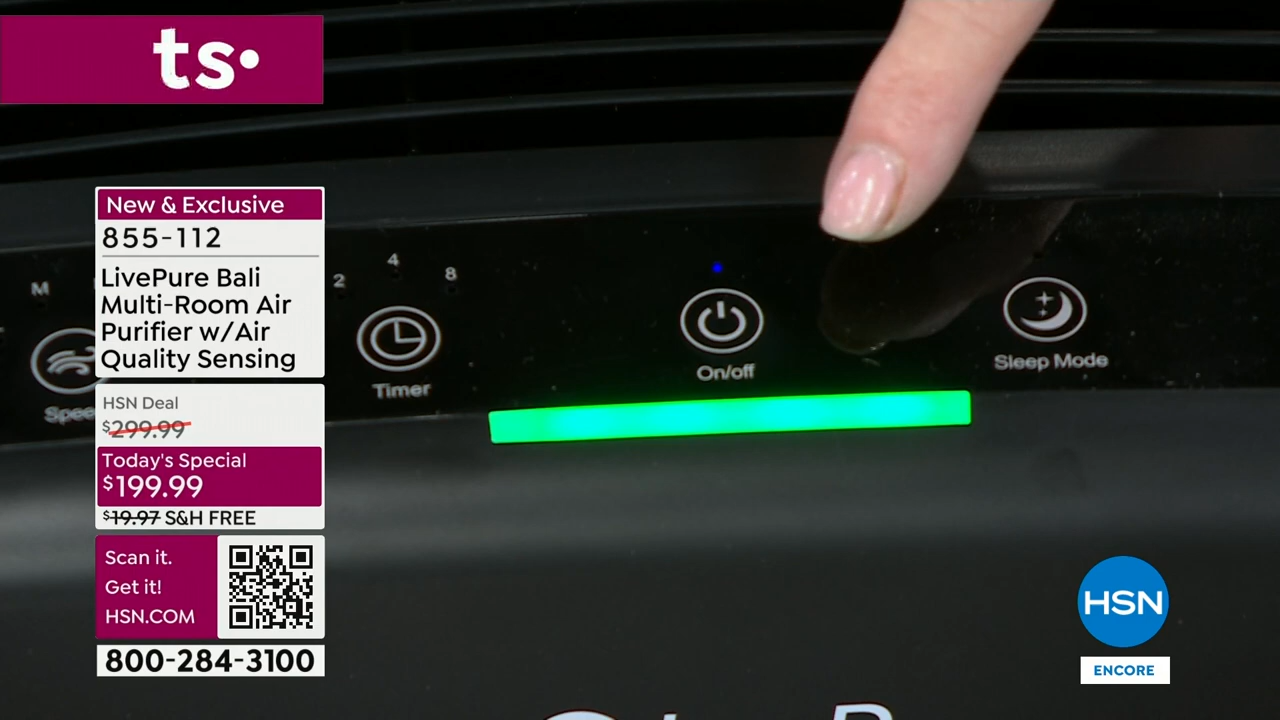 ts•
New & Exclusive
855-112
LivePure Bali
Multi-Room Air
Purifier w/Air
Quality Sensing
HSN Deal
$299.99
Today's Special
$199.99
$19.97 S&H FREE
Scan it.
Get it!
HSN.COM
800-284-3100
M
2
4
8
Timer
On/off
Sleep Mode
HSN
ENCORE